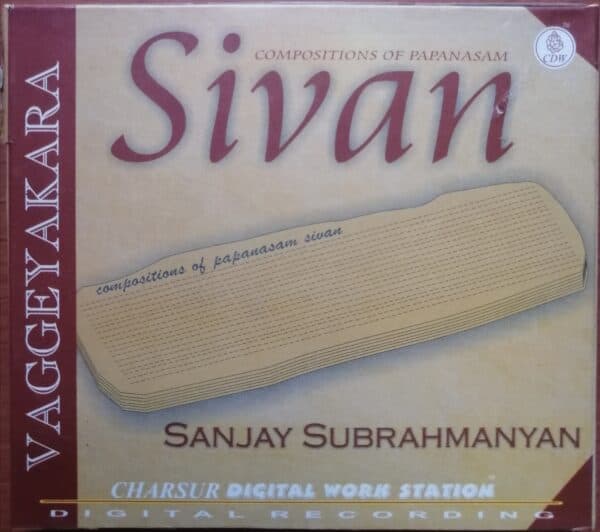 VAGGEYAKARA
COMPOSITIONS OF PAPANASAM
Sivan
CDW
compositions of papanasam sivan
SANJAY SUBRAHMANYAN
CHARSUR DIGITAL WORK STATION
DIGITAL RECORDING